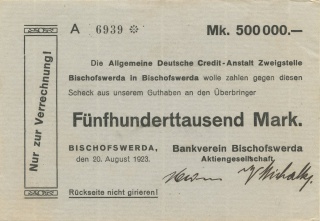 A 6939 * Mk. 500000.—
Die Allgemeine Deutsche Credit-Anstalt Zweigstelle
Bischofswerda in Bischofswerda wolle zahlen gegen diesen
Scheck aus unserem Guthaben an den Überbringer
Fünfhunderttausend Mark.
BISCHOFSWERDA,
den 20. August 1923.
Bankverein Bischofswerda
Aktiengesellschaft.
Rückseite nicht girieren!
Nur zur Verrechnung!